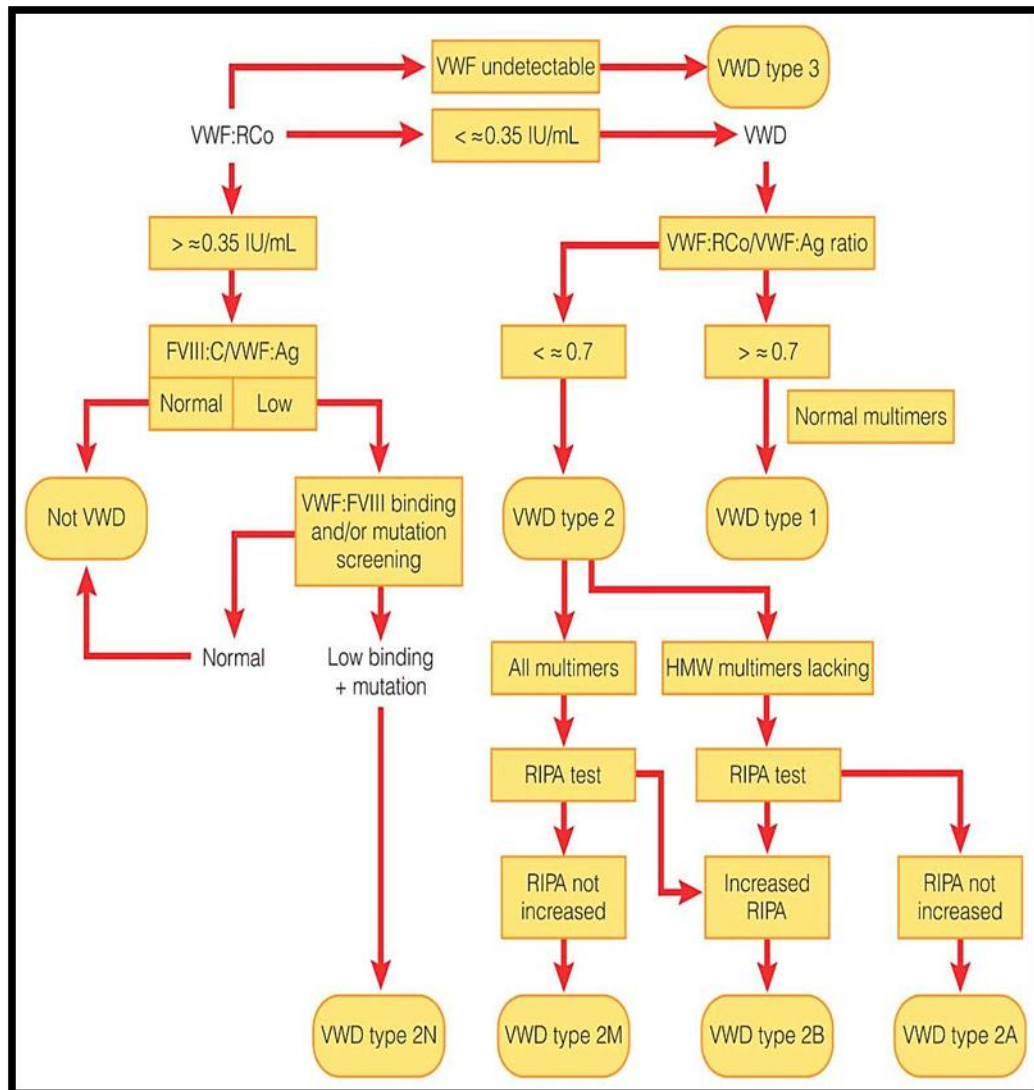 VWF undetectable
VWD type 3
VWF:RCo
< ≈0.35 IU/mL
VWD
> ≈0.35 IU/mL
VWF:RCo/VWF:Ag ratio
FVIII:C/VWF:Ag
Normal
Low
< ≈ 0.7
> ≈ 0.7
Normal multimers
Not VWD
VWF:FVIII binding
and/or mutation
screening
VWD type 2
VWD type 1
Normal
Low binding
+ mutation
All multimers
HMW multimers lacking
RIPA test
RIPA test
RIPA not
increased
Increased
RIPA
RIPA not
increased
VWD type 2N
VWD type 2M
VWD type 2B
VWD type 2A